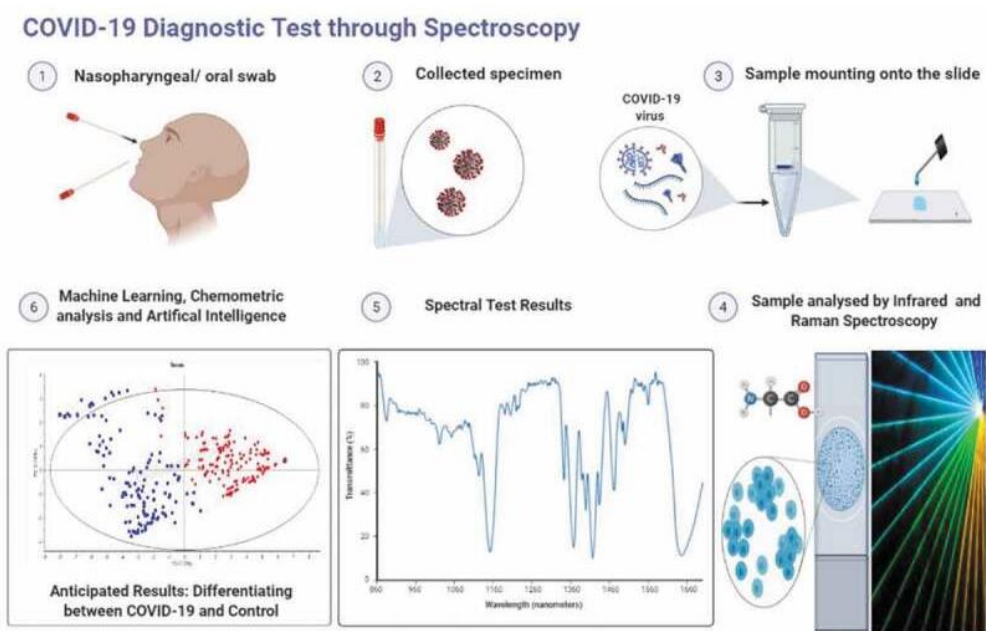 COVID-19 Diagnostic Test through Spectroscopy
1 Nasopharyngeal/ oral swab
2 Collected specimen
3 Sample mounting onto the slide
COVID-19
virus
6 Machine Learning, Chemometric
analysis and Artifical Intelligence
5 Spectral Test Results
4 Sample analysed by Infrared and
Raman Spectroscopy
Anticipated Results: Differentiating
between COVID-19 and Control
Transmittance (%)
100
80
60
40
20
0
860 960 1060 1160 1260 1360 1460 1560 1660
Wavelength (nanometers)
H N C C O O